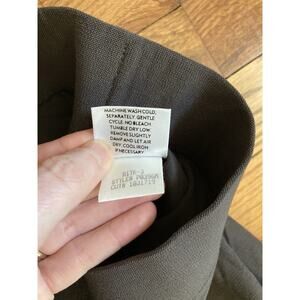 MACHINE WASH COLD,
SEPARATELY. GENTLE
CYCLE. NO BLEACH
TUMBLE DRY LOW.
REMOVE SLIGHTLY
DAMP AND LET AIR
DRY. COOL IRON
IF NECESSARY
CUT#